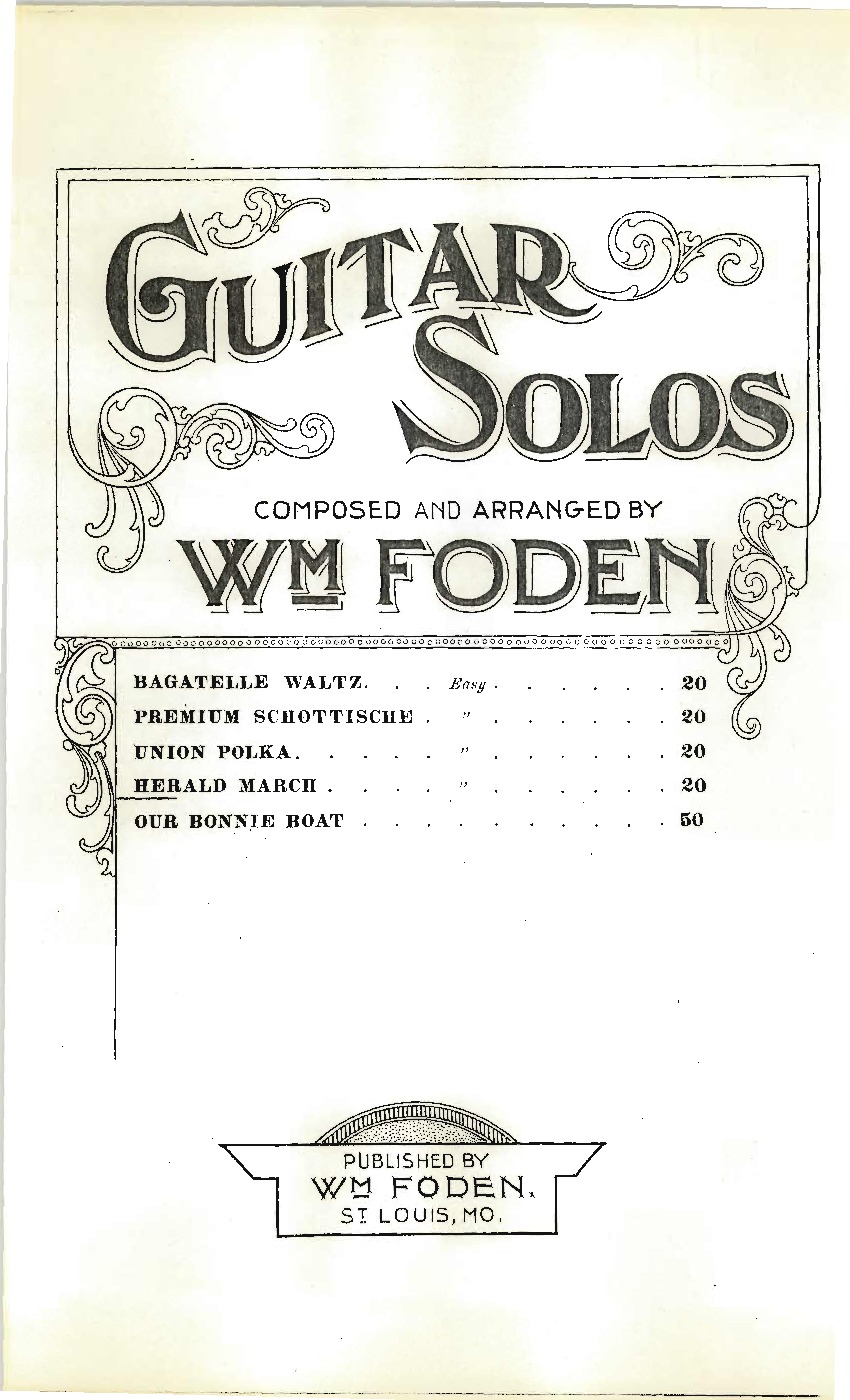 GUITAR
SOLOS
COMPOSED AND ARRANGED BY
WM FODEN
BAGATELLE WALTZ. . . Easy . . . . . . 20
PREMIUM SCHOTTISCHE . " . . . . . . 20
UNION POLKA. . . . . " . . . . . . 20
HERALD MARCH . . . . " . . . . . . 20
OUR BONNIE BOAT . . . . . . . . . . 50
PUBLISHED BY
WM FODEN.
ST. LOUIS, MO.